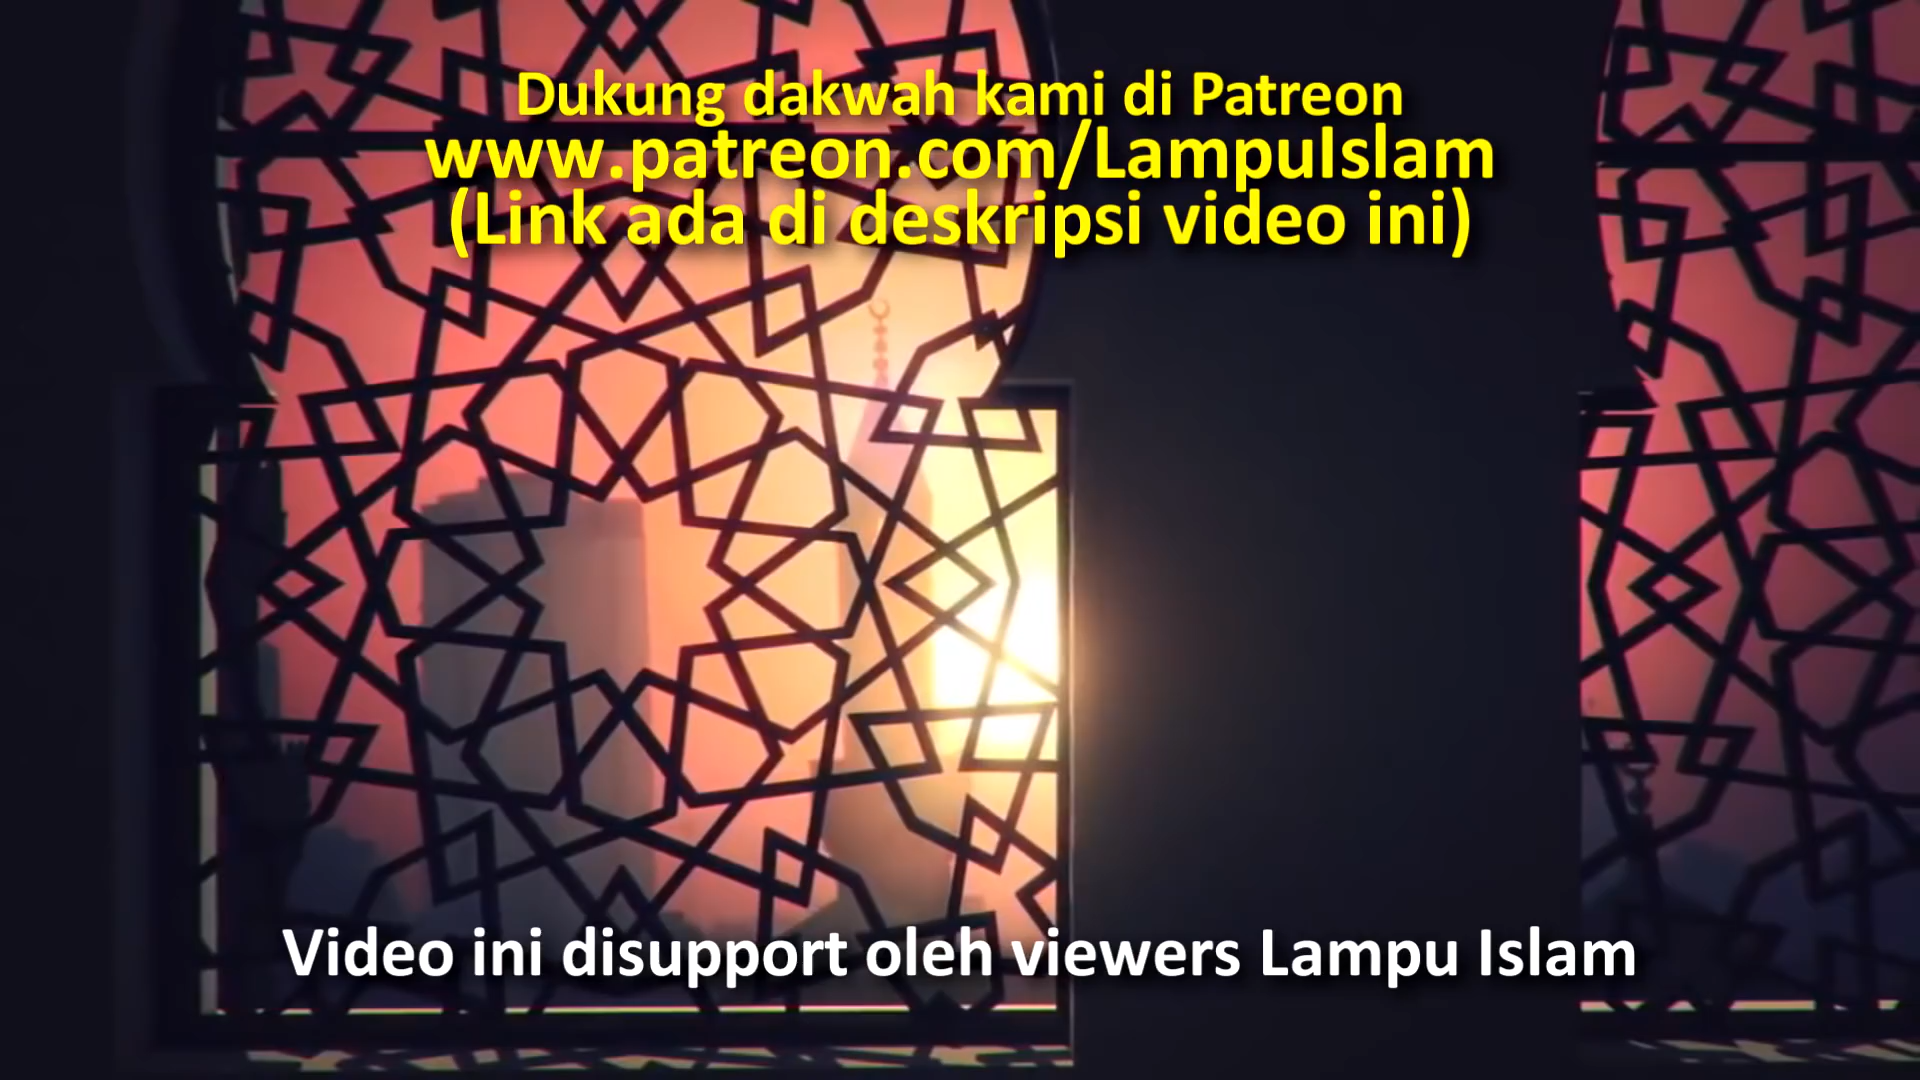 Dukung dakwah kami di Patreon
www.patreon.com/LampuIslam
(Link ada di deskripsi video ini)
Video ini disupport oleh viewers Lampu Islam